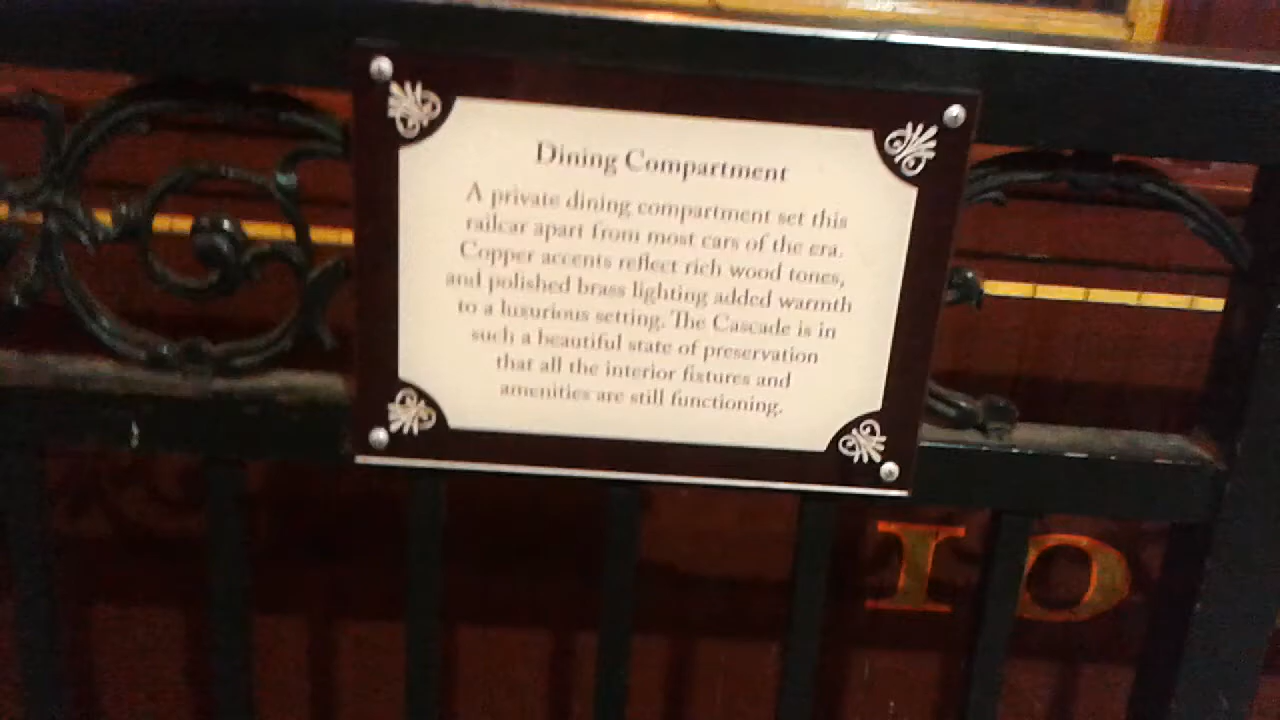 Dining Compartment
A private dining compartment set this
railcar apart from most cars of the era.
Copper accents reflect rich wood tones,
and polished brass lighting added warmth
to a luxurious setting. The Cascade is in
such a beautiful state of preservation
that all the interior fixtures and
amenities are still functioning.
IO